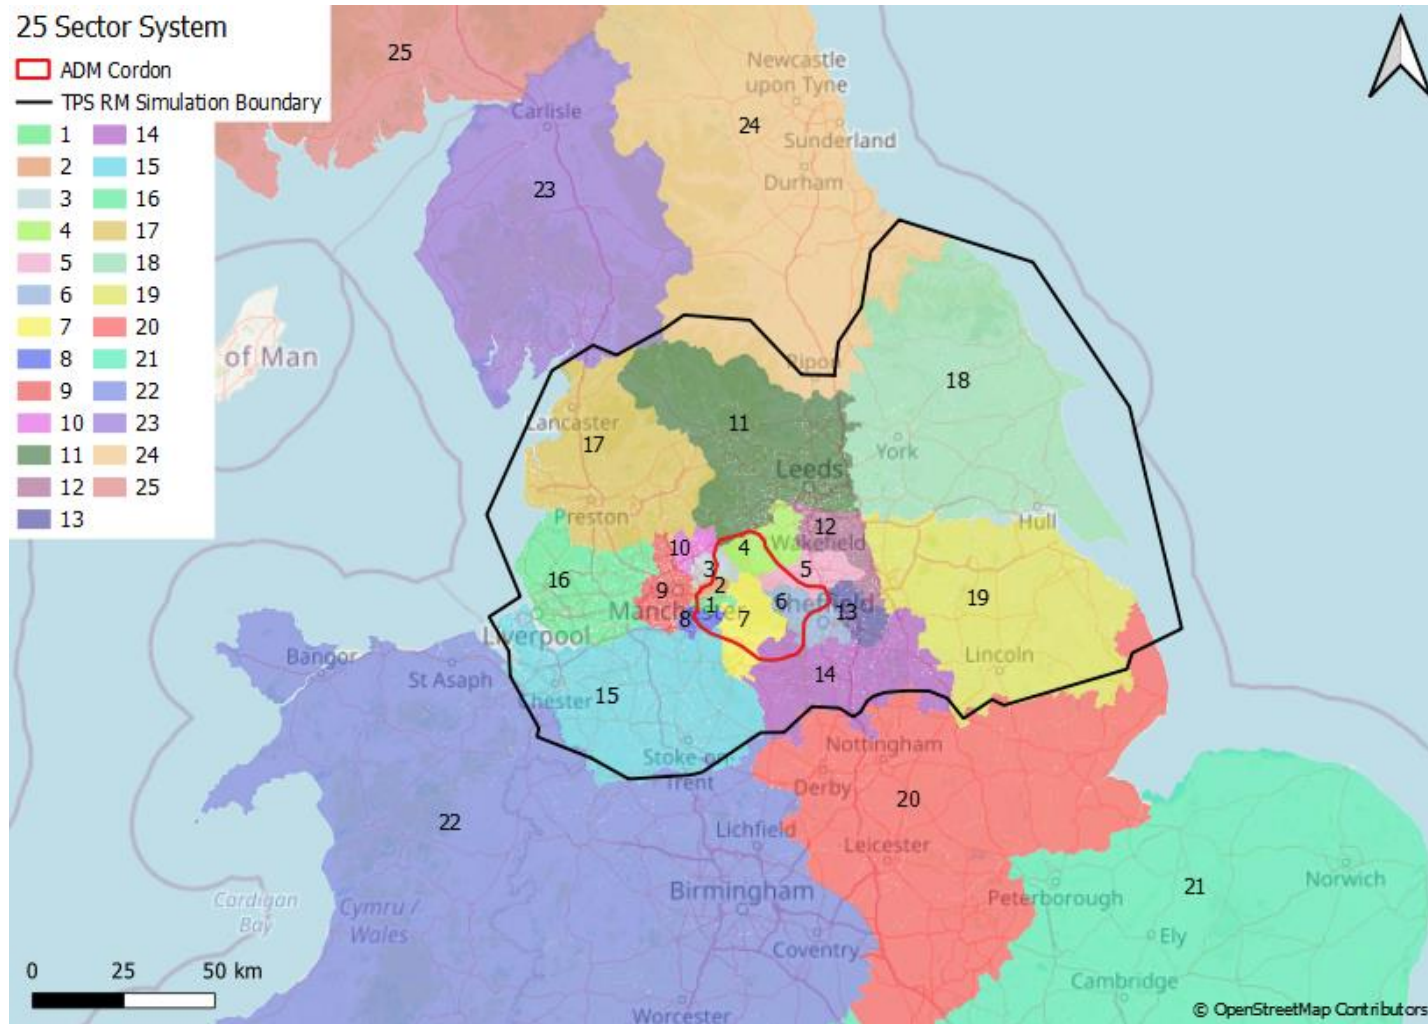 25 Sector System
ADM Cordon
TPS RM Simulation Boundary
1 14
2 15
3 16
4 17
5 18
6 19
7 20
8 21
9 22
10 23
11 24
12 25
13
25
Newcastle
upon Tyne
24
Sunderland
Durham
Carlisle
23
of Man
Ripon
18
11
Lancaster
17
York
Leeds
Preston
Hull
12
Wakefield
10
4
3
5
16
2
9
1
6
Sheffield
13
19
Manchester
8
7
Liverpool
Bangor
St Asaph
Lincoln
14
Chester
15
Stoke-on-
Trent
Nottingham
Derby
20
22
Lichfield
Leicester
Birmingham
Peterborough
21
Norwich
Cardigan
Bay
Cymru /
Wales
Coventry
Ely
Cambridge
Worcester
0 25 50 km
© OpenStreetMap Contributors